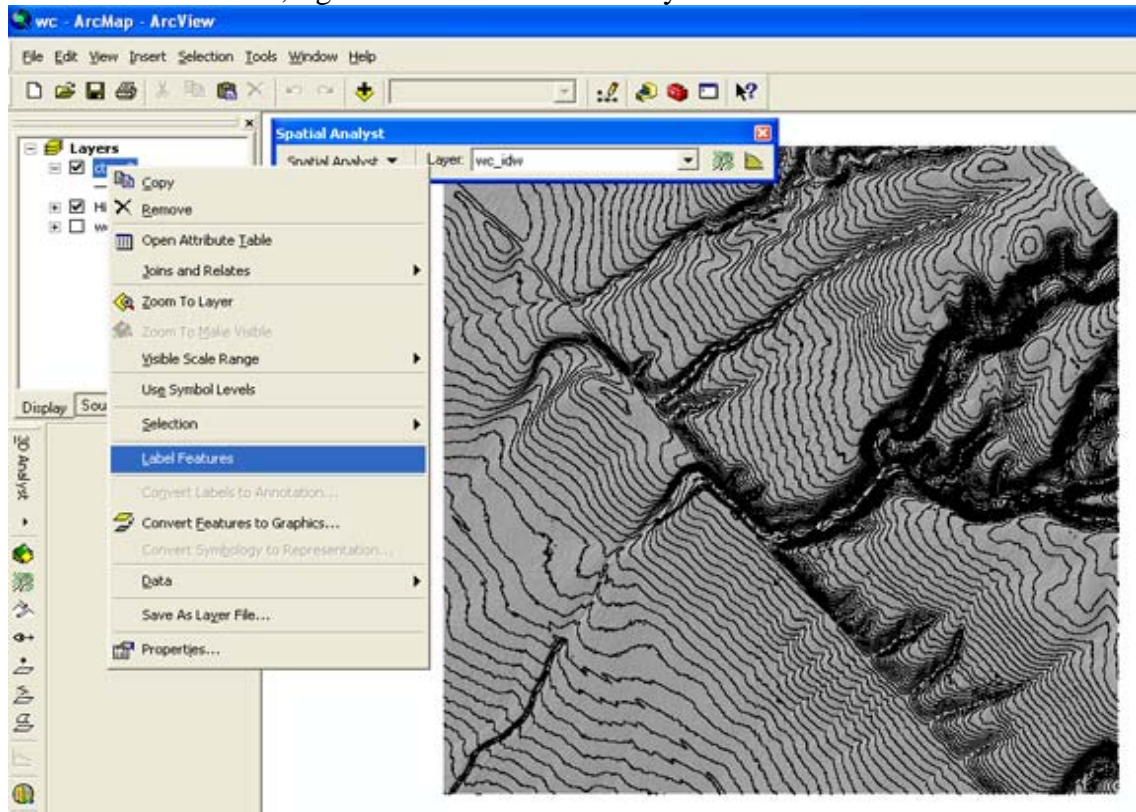 wc - ArcMap - ArcView
File Edit View Insert Selection Tools Window Help
Spatial Analyst
Spatial Analyst Layer: wc_idw
Layers
Copy
Remove
Open Attribute Table
Joins and Relates
Zoom To Layer
Zoom To Make Visible
Visible Scale Range
Use Symbol Levels
Selection
Label Features
Convert Labels to Annotation...
Convert Features to Graphics...
Convert Symbology to Representation...
Data
Save As Layer File...
Properties...
Display
3D Analyst